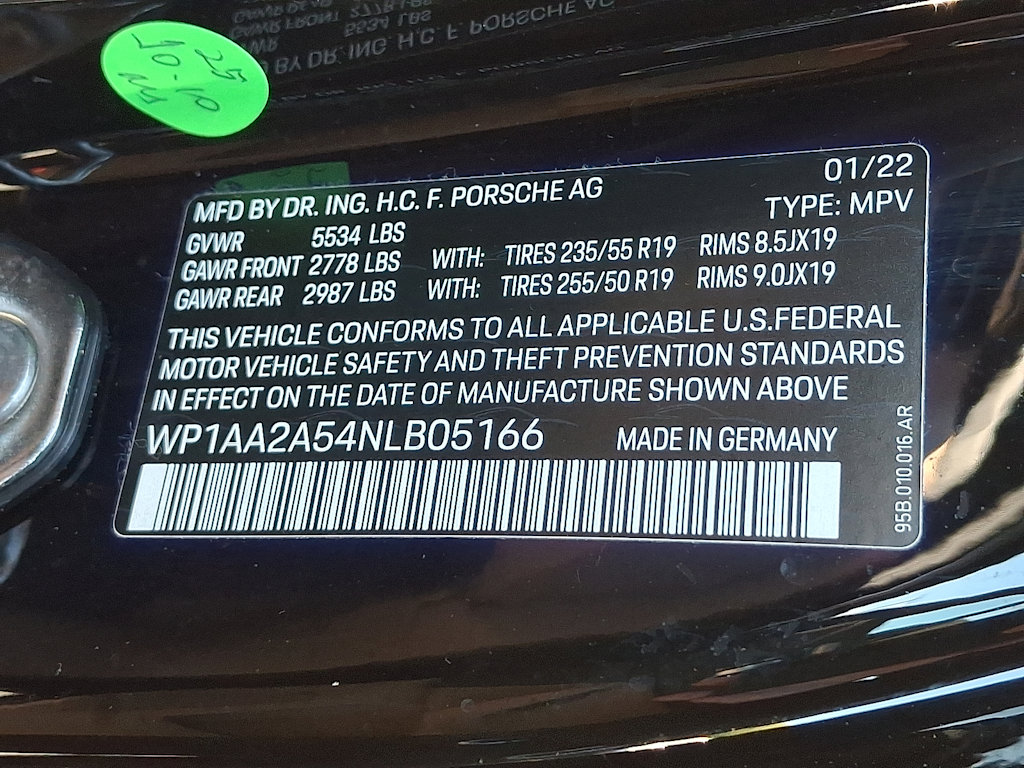 MFD BY DR. ING. H.C. F. PORSCHE AG 01/22
TYPE: MPV
GVWR 5534 LBS
GAWR FRONT 2778 LBS WITH: TIRES 235/55 R19 RIMS 8.5JX19
GAWR REAR 2987 LBS WITH: TIRES 255/50 R19 RIMS 9.0JX19
THIS VEHICLE CONFORMS TO ALL APPLICABLE U.S.FEDERAL
MOTOR VEHICLE SAFETY AND THEFT PREVENTION STANDARDS
IN EFFECT ON THE DATE OF MANUFACTURE SHOWN ABOVE
WP1AA2A54NLB05166 MADE IN GERMANY
95B.010.016.AR